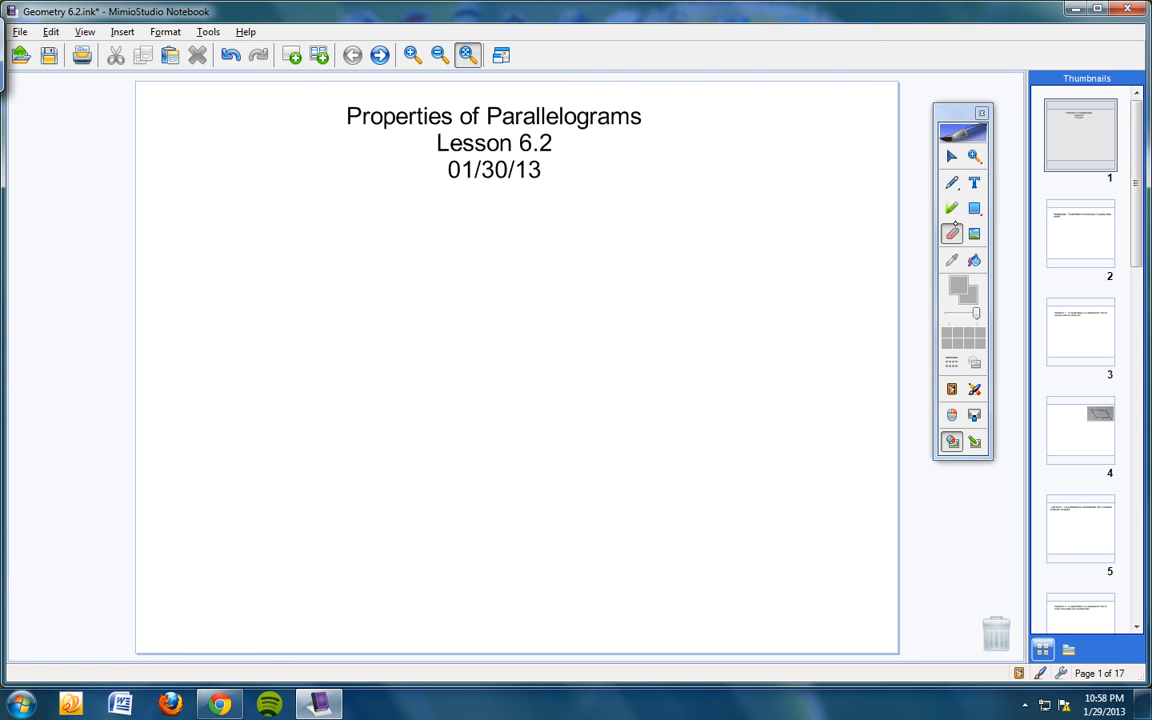 Geometry 6.2.ink* - MimioStudio Notebook
File Edit View Insert Format Tools Help
Properties of Parallelograms
Lesson 6.2
01/30/13
Thumbnails
1
2
3
4
5
Page 1 of 17
10:58 PM
1/29/2013